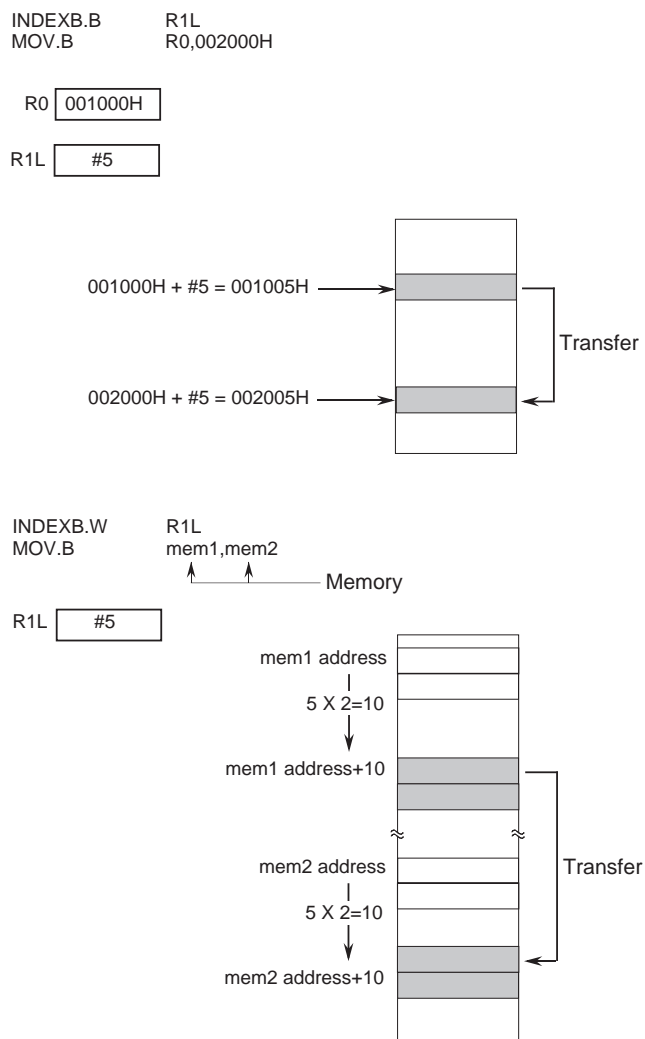 INDEXB.B R1L
MOV.B R0,002000H
R0 001000H
R1L #5
001000H + #5 = 001005H
Transfer
002000H + #5 = 002005H
INDEXB.W R1L
MOV.B mem1,mem2
Memory
R1L #5
mem1 address
5 X 2=10
mem1 address+10
mem2 address
Transfer
5 X 2=10
mem2 address+10